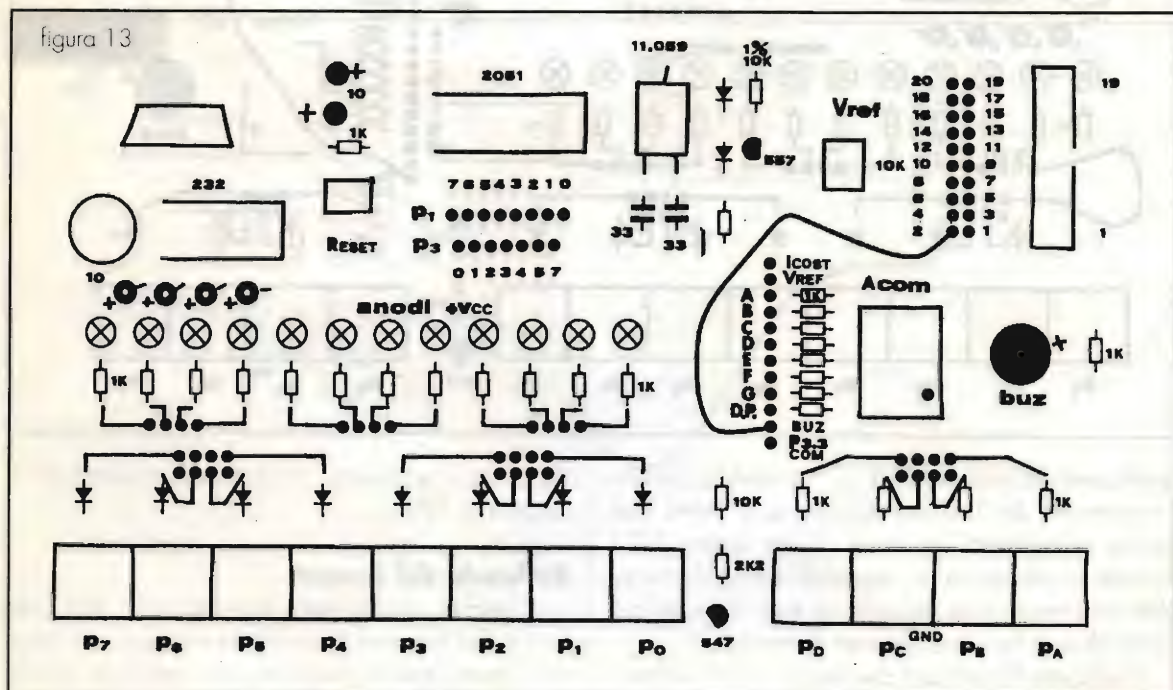 figura 13
11.059
1%
10K
2051
10
1K
20 19
18 17
16 15
14 13
12 11
10 9
8 7
6 5
4 3
2 1
19
1
Vref
10K
557
232
RESET
7 6 5 4 3 2 1 0
P1
P3
0 1 2 3 4 5 7
33
33
10
anodi +VCC
ICOST
VREF
A
B
C
D
E
F
G
D.P.
BUZ
P3.3
COM
1K
Acom
buz
1K
1K
1K
10K
1K
1K
2K2
547
P7 P6 P5 P4 P3 P2 P1 P0
PD PC GND PB PA